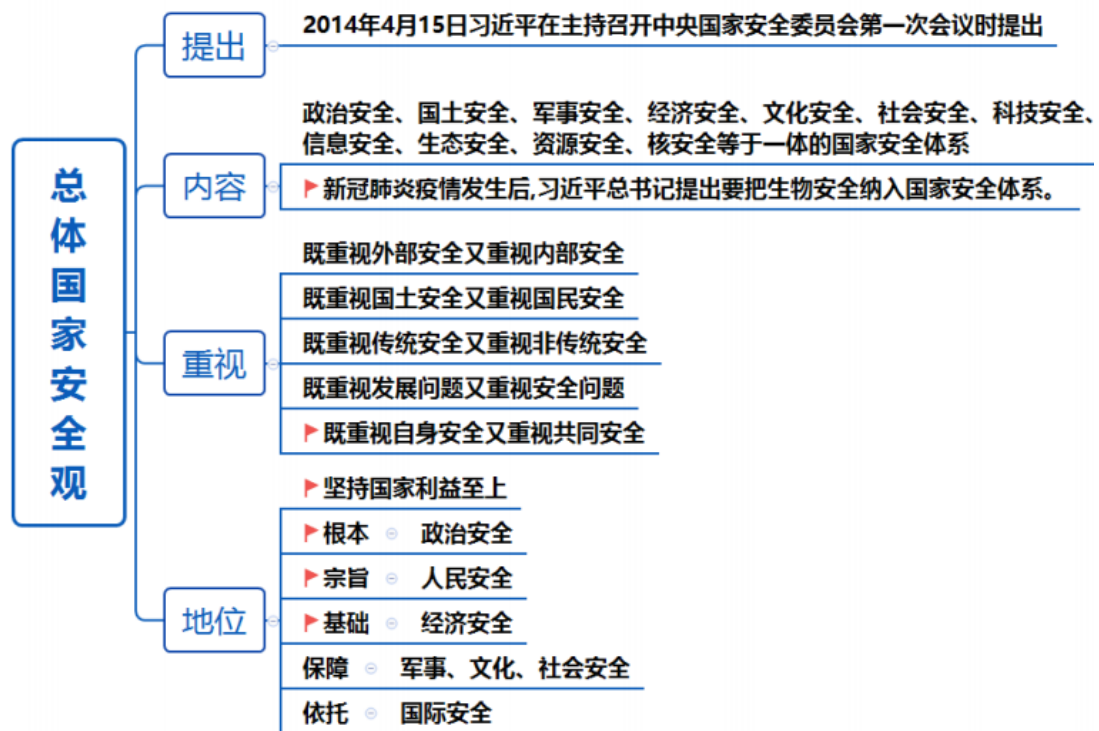 总体国家安全观
提出
2014年4月15日习近平在主持召开中央国家安全委员会第一次会议时提出
内容
政治安全、国土安全、军事安全、经济安全、文化安全、社会安全、科技安全、
信息安全、生态安全、资源安全、核安全等于一体的国家安全体系
新冠肺炎疫情发生后,习近平总书记提出要把生物安全纳入国家安全体系。
重视
既重视外部安全又重视内部安全
既重视国土安全又重视国民安全
既重视传统安全又重视非传统安全
既重视发展问题又重视安全问题
既重视自身安全又重视共同安全
地位
坚持国家利益至上
根本 政治安全
宗旨 人民安全
基础 经济安全
保障 军事、文化、社会安全
依托 国际安全